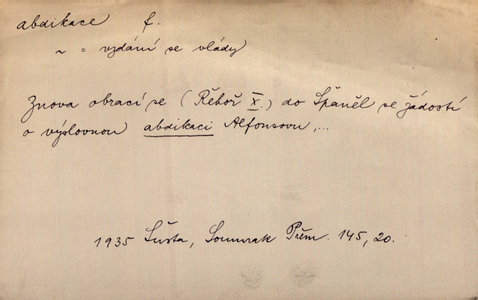 abdikace f.
~ = vzdání se vlády
Znova obrací se (Řehoř X.) do Španěl se žádostí
o výslovnou abdikaci Alfonsovu,...
1935 Šusta, Soumrak Přem. 145, 20.